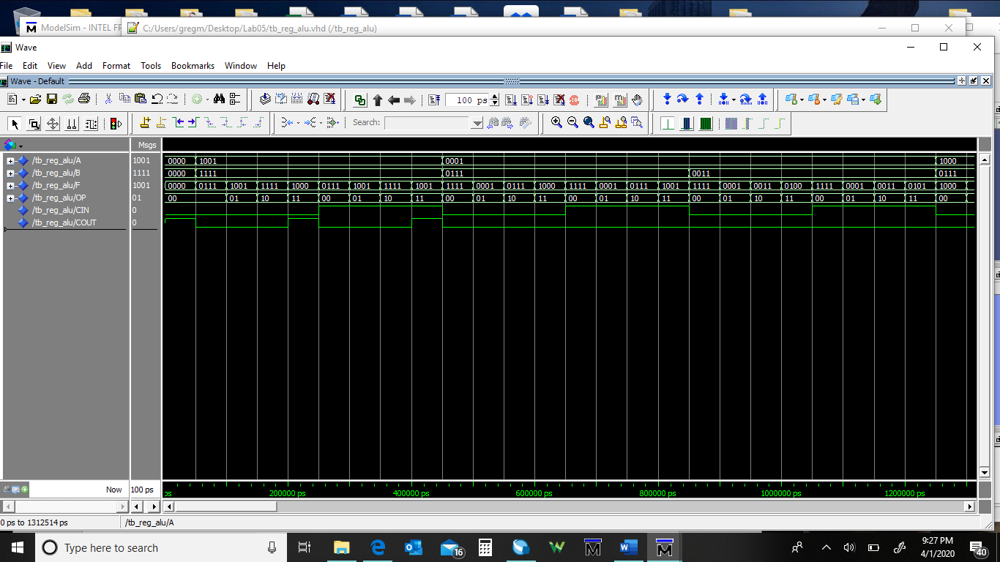 ModelSim - INTEL FP
C:/Users/gregm/Desktop/Lab05/tb_reg_alu.vhd (/tb_reg_alu)
Wave
File Edit View Add Format Tools Bookmarks Window Help
Wave - Default
100 ps
Search:
Msgs
/tb_reg_alu/A 1001 0000 1001 0001 1000
/tb_reg_alu/B 1111 0000 1111 0111 0011 0111
/tb_reg_alu/F 1001 0000 0111 1001 1111 1000 0111 1001 1111 1001 1111 0001 0111 1000 1111 0001 0111 1001 1111 0001 0011 0100 1111 0001 0011 0101 1000
/tb_reg_alu/OP 01 00 01 10 11 00 01 10 11 00 01 10 11 00 01 10 11 00 01 10 11 00 01 10 11 00
/tb_reg_alu/CIN 0
/tb_reg_alu/COUT 0
Now 100 ps ps 200000 ps 400000 ps 600000 ps 800000 ps 1000000 ps 1200000 ps
0 ps to 1312514 ps /tb_reg_alu/A
Type here to search 16 9:27 PM
4/1/2020 40